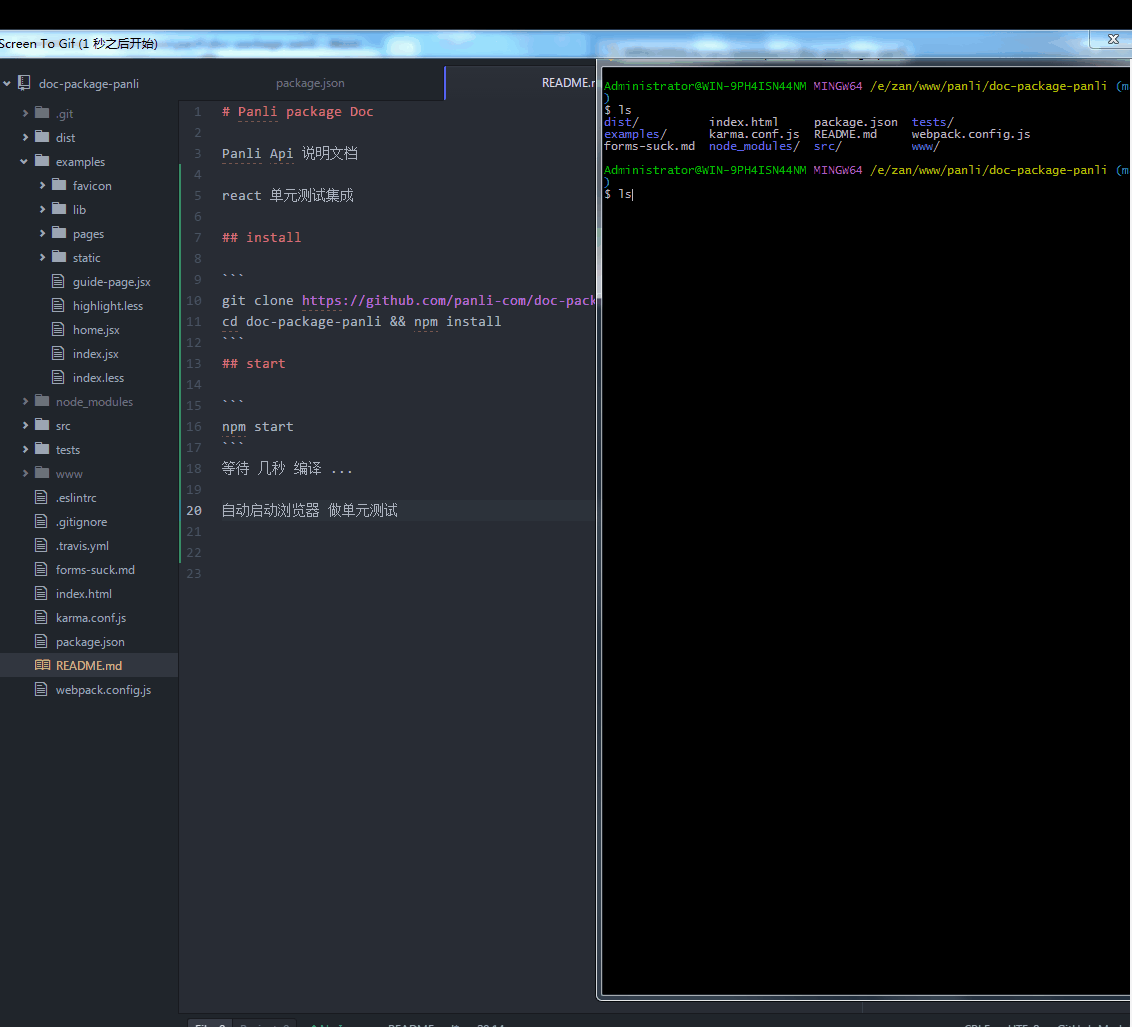 Screen To Gif (1 秒之后开始)
doc-package-panli
.git
dist
examples
favicon
lib
pages
static
guide-page.jsx
highlight.less
home.jsx
index.jsx
index.less
node_modules
src
tests
www
.eslintrc
.gitignore
.travis.yml
forms-suck.md
index.html
karma.conf.js
package.json
README.md
webpack.config.js
package.json
README.
1 # Panli package Doc
2
3 Panli Api 说明文档
4
5 react 单元测试集成
6
7 ## install
8
9 ```
10 git clone https://github.com/panli-com/doc-pack
11 cd doc-package-panli && npm install
12 ```
13 ## start
14
15 ```
16 npm start
17 ```
18 等待 几秒 编译 ...
19
20 自动启动浏览器 做单元测试
21
22
23
Administrator@WIN-9PH4ISN44NM MINGW64 /e/zan/www/panli/doc-package-panli (m
)
$ ls
dist/ index.html package.json tests/
examples/ karma.conf.js README.md webpack.config.js
forms-suck.md node_modules/ src/ www/
Administrator@WIN-9PH4ISN44NM MINGW64 /e/zan/www/panli/doc-package-panli (m
)
$ ls